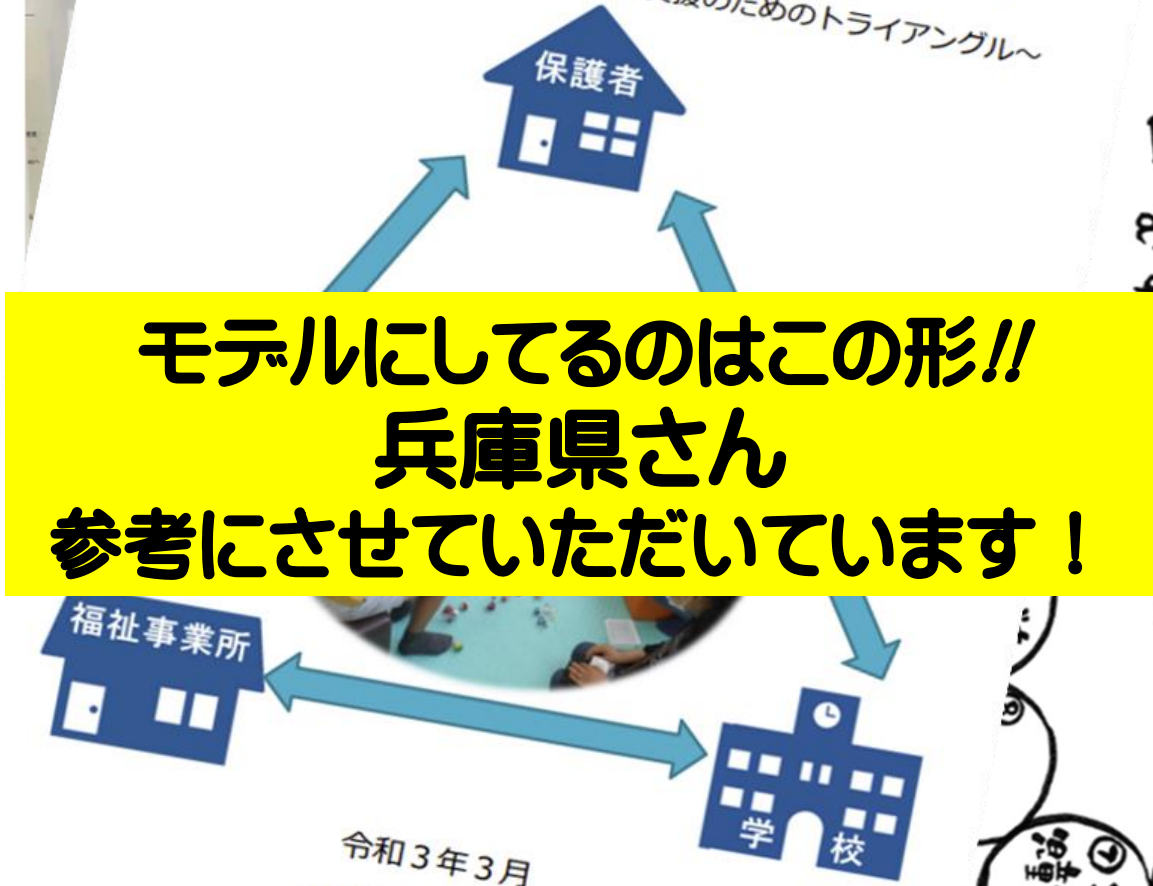 のためのトライアングル～
保護者
モデルにしてるのはこの形!!
兵庫県さん
参考にさせていただいています！
福祉事業所
学校
令和３年３月